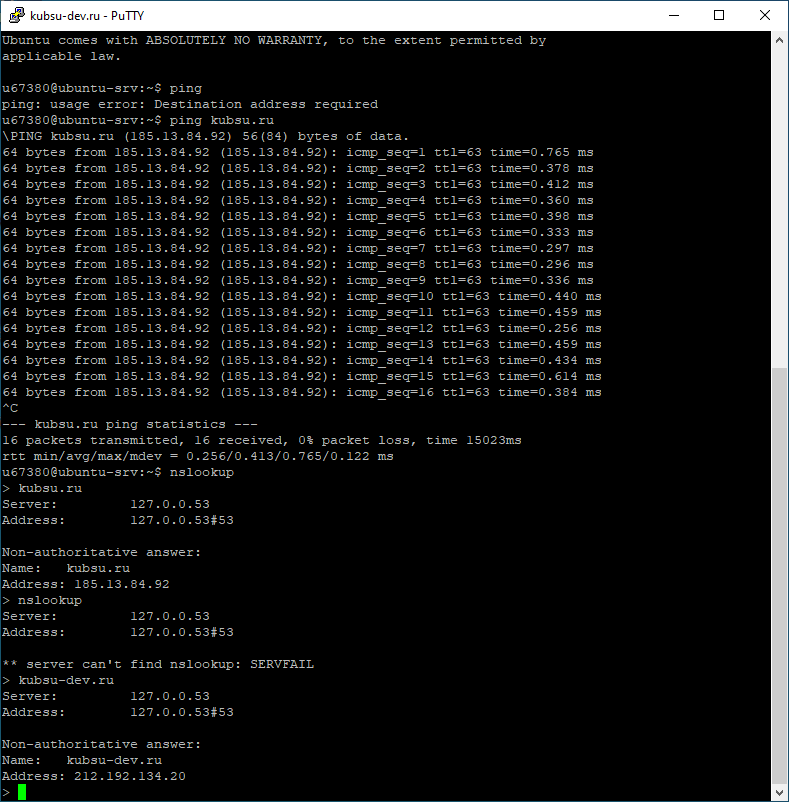 kubsu-dev.ru - PuTTY
Ubuntu comes with ABSOLUTELY NO WARRANTY, to the extent permitted by
applicable law.
u67380@ubuntu-srv:~$ ping
ping: usage error: Destination address required
u67380@ubuntu-srv:~$ ping kubsu.ru
\PING kubsu.ru (185.13.84.92) 56(84) bytes of data.
64 bytes from 185.13.84.92 (185.13.84.92): icmp_seq=1 ttl=63 time=0.765 ms
64 bytes from 185.13.84.92 (185.13.84.92): icmp_seq=2 ttl=63 time=0.378 ms
64 bytes from 185.13.84.92 (185.13.84.92): icmp_seq=3 ttl=63 time=0.412 ms
64 bytes from 185.13.84.92 (185.13.84.92): icmp_seq=4 ttl=63 time=0.360 ms
64 bytes from 185.13.84.92 (185.13.84.92): icmp_seq=5 ttl=63 time=0.398 ms
64 bytes from 185.13.84.92 (185.13.84.92): icmp_seq=6 ttl=63 time=0.333 ms
64 bytes from 185.13.84.92 (185.13.84.92): icmp_seq=7 ttl=63 time=0.297 ms
64 bytes from 185.13.84.92 (185.13.84.92): icmp_seq=8 ttl=63 time=0.296 ms
64 bytes from 185.13.84.92 (185.13.84.92): icmp_seq=9 ttl=63 time=0.336 ms
64 bytes from 185.13.84.92 (185.13.84.92): icmp_seq=10 ttl=63 time=0.440 ms
64 bytes from 185.13.84.92 (185.13.84.92): icmp_seq=11 ttl=63 time=0.459 ms
64 bytes from 185.13.84.92 (185.13.84.92): icmp_seq=12 ttl=63 time=0.256 ms
64 bytes from 185.13.84.92 (185.13.84.92): icmp_seq=13 ttl=63 time=0.459 ms
64 bytes from 185.13.84.92 (185.13.84.92): icmp_seq=14 ttl=63 time=0.434 ms
64 bytes from 185.13.84.92 (185.13.84.92): icmp_seq=15 ttl=63 time=0.614 ms
64 bytes from 185.13.84.92 (185.13.84.92): icmp_seq=16 ttl=63 time=0.384 ms
^C
--- kubsu.ru ping statistics ---
16 packets transmitted, 16 received, 0% packet loss, time 15023ms
rtt min/avg/max/mdev = 0.256/0.413/0.765/0.122 ms
u67380@ubuntu-srv:~$ nslookup
> kubsu.ru
Server:         127.0.0.53
Address:        127.0.0.53#53
Non-authoritative answer:
Name:   kubsu.ru
Address: 185.13.84.92
> nslookup
Server:         127.0.0.53
Address:        127.0.0.53#53
** server can't find nslookup: SERVFAIL
> kubsu-dev.ru
Server:         127.0.0.53
Address:        127.0.0.53#53
Non-authoritative answer:
Name:   kubsu-dev.ru
Address: 212.192.134.20
>